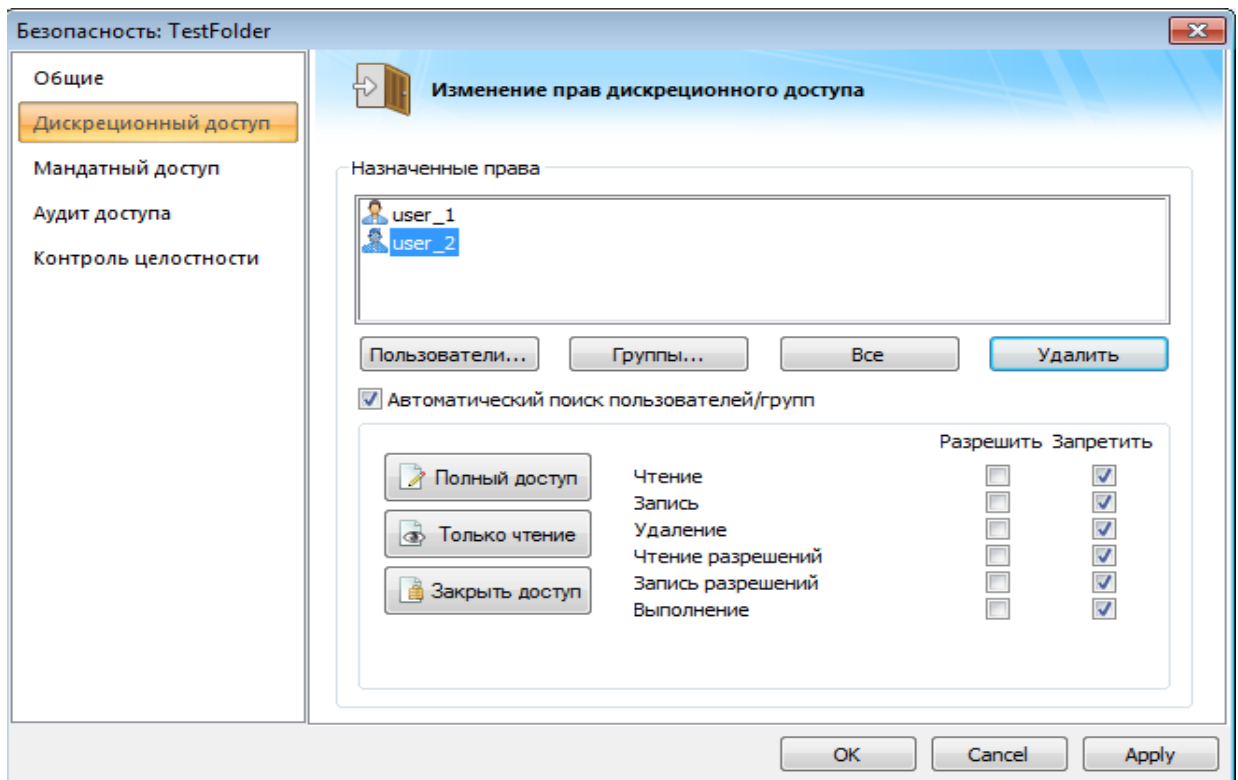 Безопасность: TestFolder
Общие
Дискреционный доступ
Мандатный доступ
Аудит доступа
Контроль целостности
Изменение прав дискреционного доступа
Назначенные права
user_1
user_2
Пользователи... Группы... Все Удалить
Автоматический поиск пользователей/групп
Разрешить Запретить
Полный доступ
Только чтение
Закрыть доступ
Чтение
Запись
Удаление
Чтение разрешений
Запись разрешений
Выполнение
OK Cancel Apply